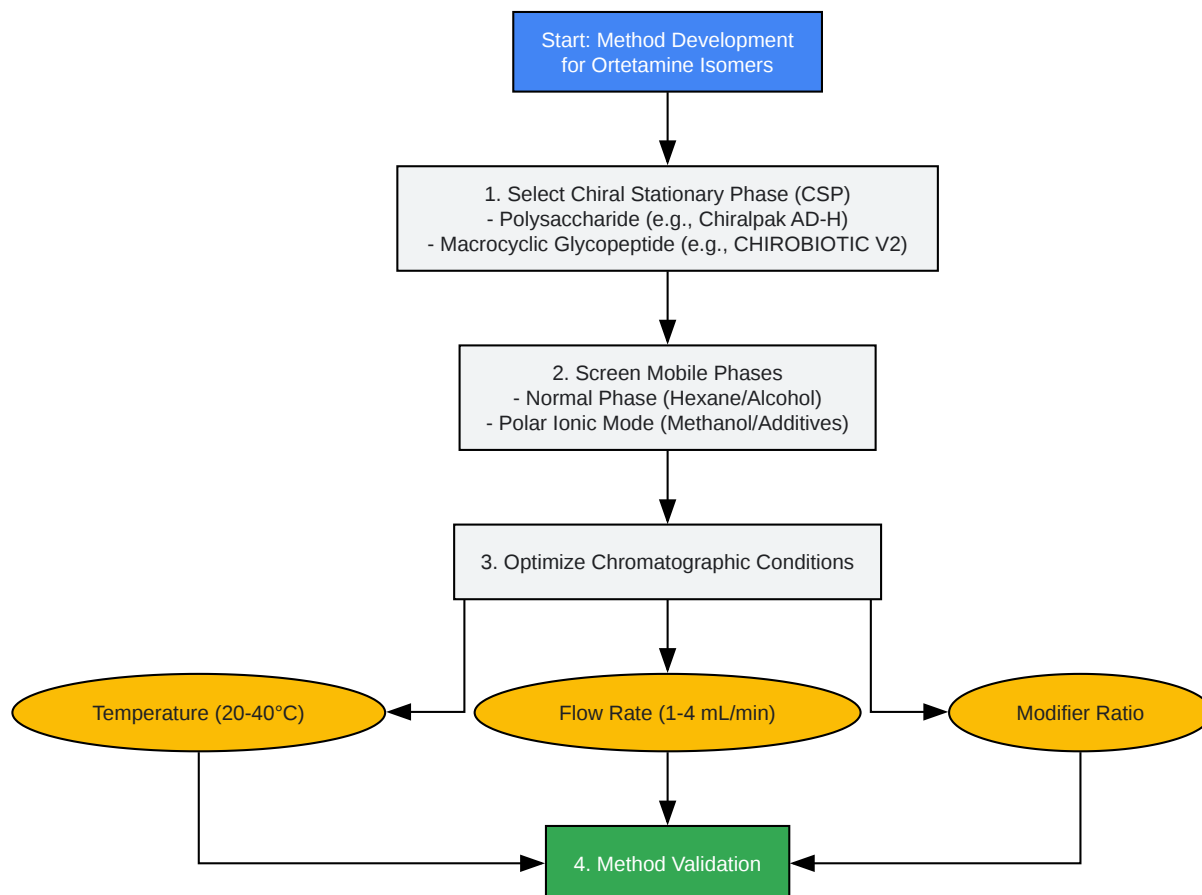 Start: Method Development
for Ortetamine Isomers
1. Select Chiral Stationary Phase (CSP)
- Polysaccharide (e.g., Chiralpak AD-H)
- Macrocyclic Glycopeptide (e.g., CHIROBIOTIC V2)
2. Screen Mobile Phases
- Normal Phase (Hexane/Alcohol)
- Polar Ionic Mode (Methanol/Additives)
3. Optimize Chromatographic Conditions
Temperature (20-40°C)
Flow Rate (1-4 mL/min)
Modifier Ratio
4. Method Validation